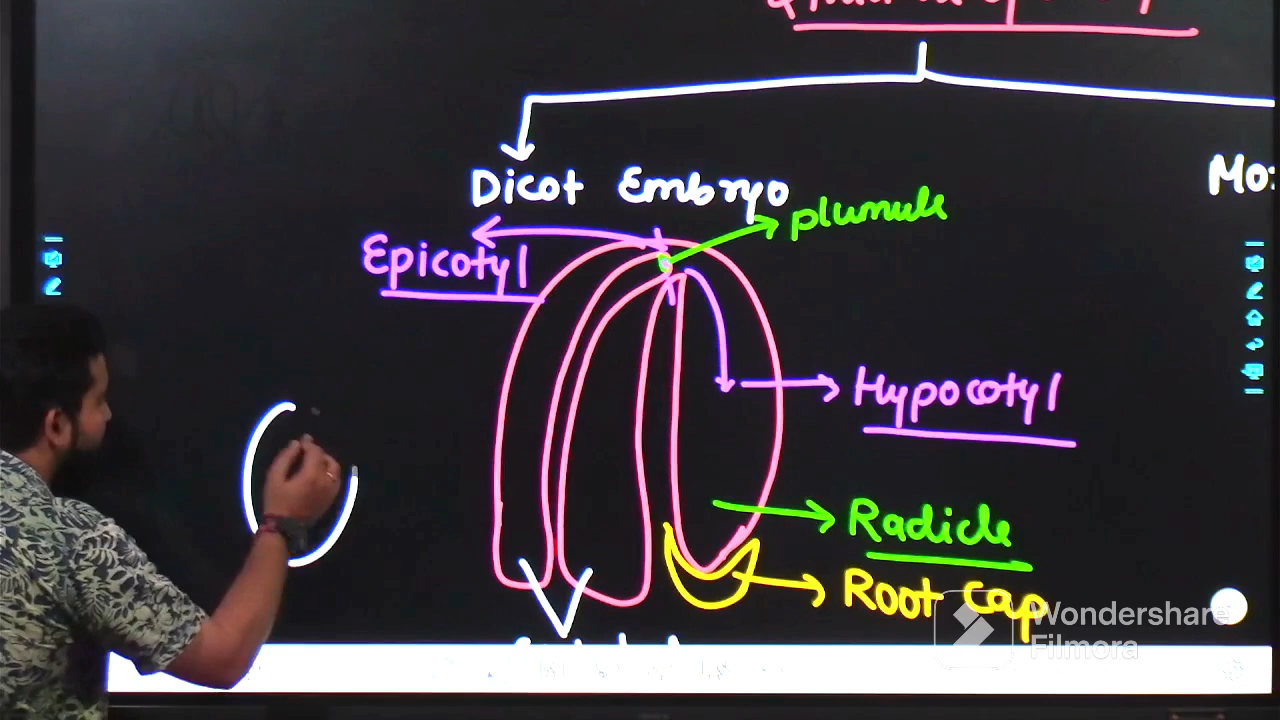 Dicot Embryo
plumule
Epicotyl
Hypocotyl
Radicle
Root cap
Wondershare
Filmora